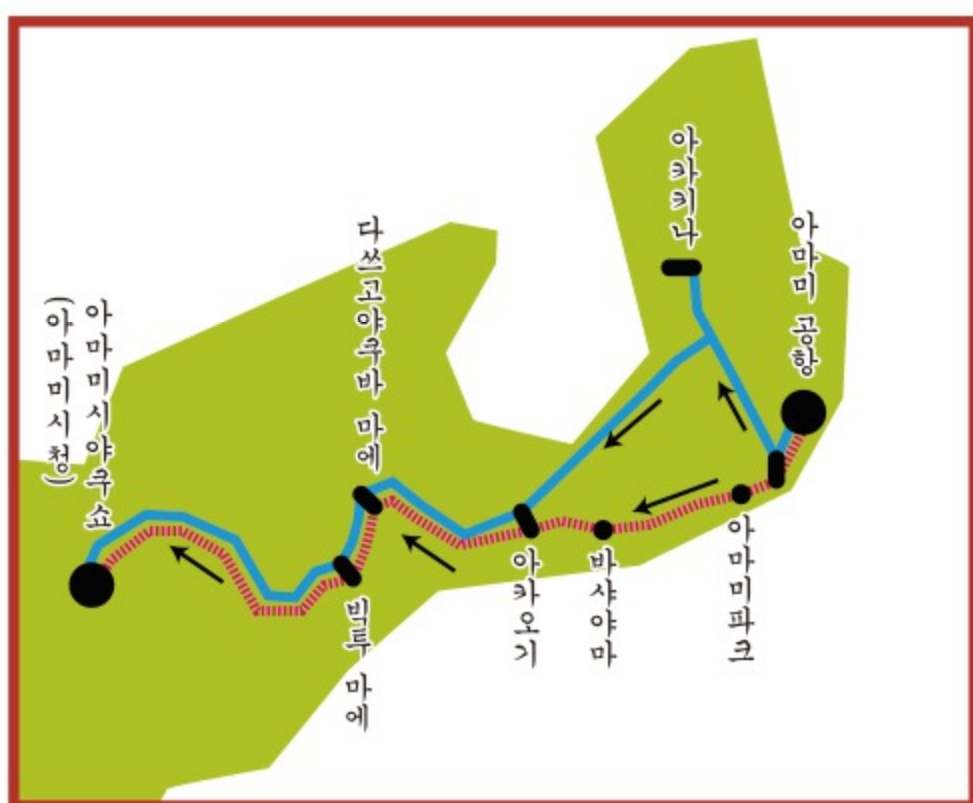 아카키나
아마미 공항
다쓰고야쿠바 마에
아마미시야쿠쇼
(아마미시청)
아마미파크
바샤야마
아카오기
빅투 마에